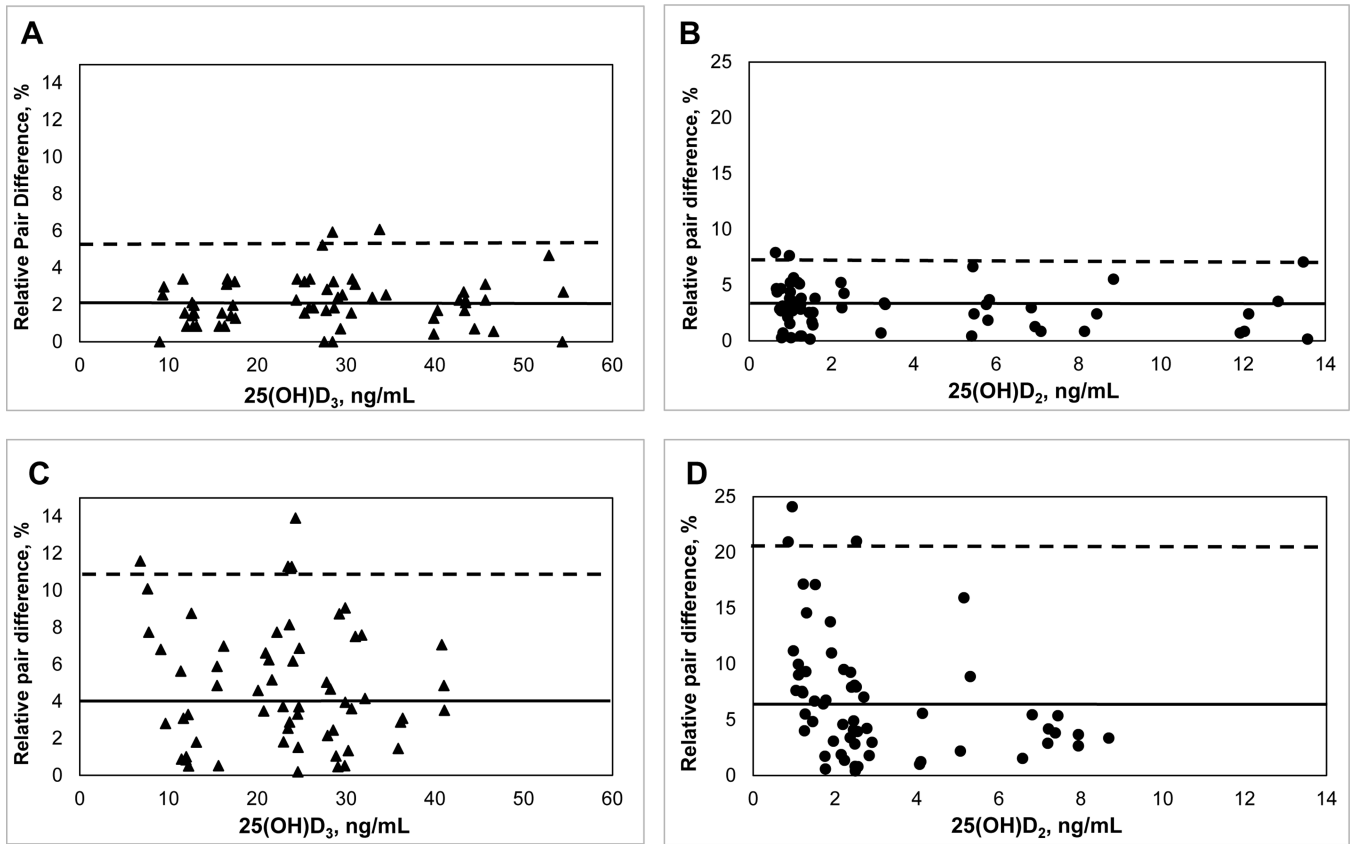 A
Relative Pair Difference, %
14
12
10
8
6
4
2
0
0 10 20 30 40 50 60
25(OH)D₃, ng/mL
B
Relative pair difference, %
25
20
15
10
5
0
0 2 4 6 8 10 12 14
25(OH)D₂, ng/mL
C
Relative pair difference, %
14
12
10
8
6
4
2
0
0 10 20 30 40 50 60
25(OH)D₃, ng/mL
D
Relative pair difference, %
25
20
15
10
5
0
0 2 4 6 8 10 12 14
25(OH)D₂, ng/mL